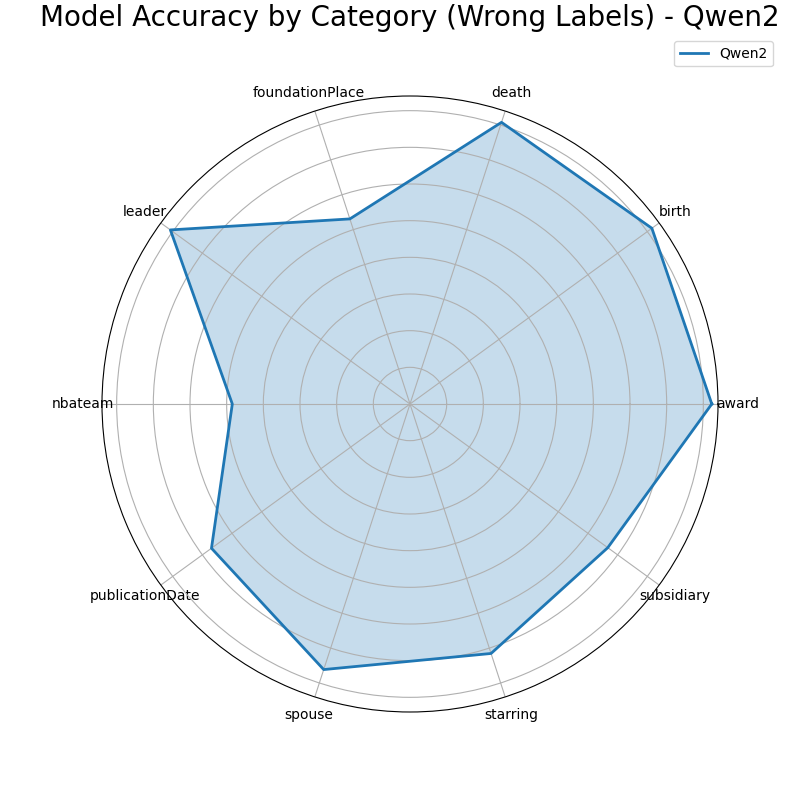 Model Accuracy by Category (Wrong Labels) - Qwen2
Qwen2
foundationPlace
death
leader
birth
nbateam
award
publicationDate
subsidiary
spouse
starring